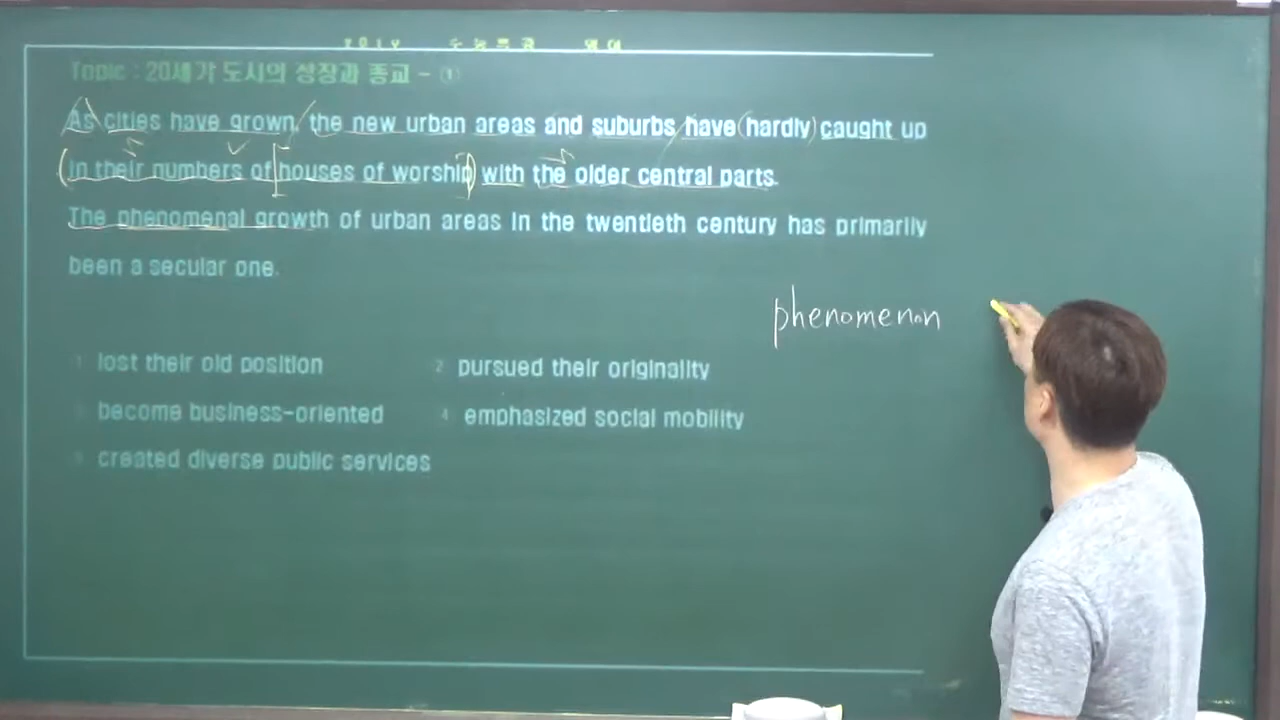 Topic : 20세기 도시의 성장과 종교 - ①
As cities have grown, the new urban areas and suburbs have (hardly) caught up
(in their numbers of [houses of worship]) with the older central parts.
The phenomenal growth of urban areas in the twentieth century has primarily
been a secular one.
phenomenon
1 lost their old position 2 pursued their originality
3 become business-oriented 4 emphasized social mobility
5 created diverse public services